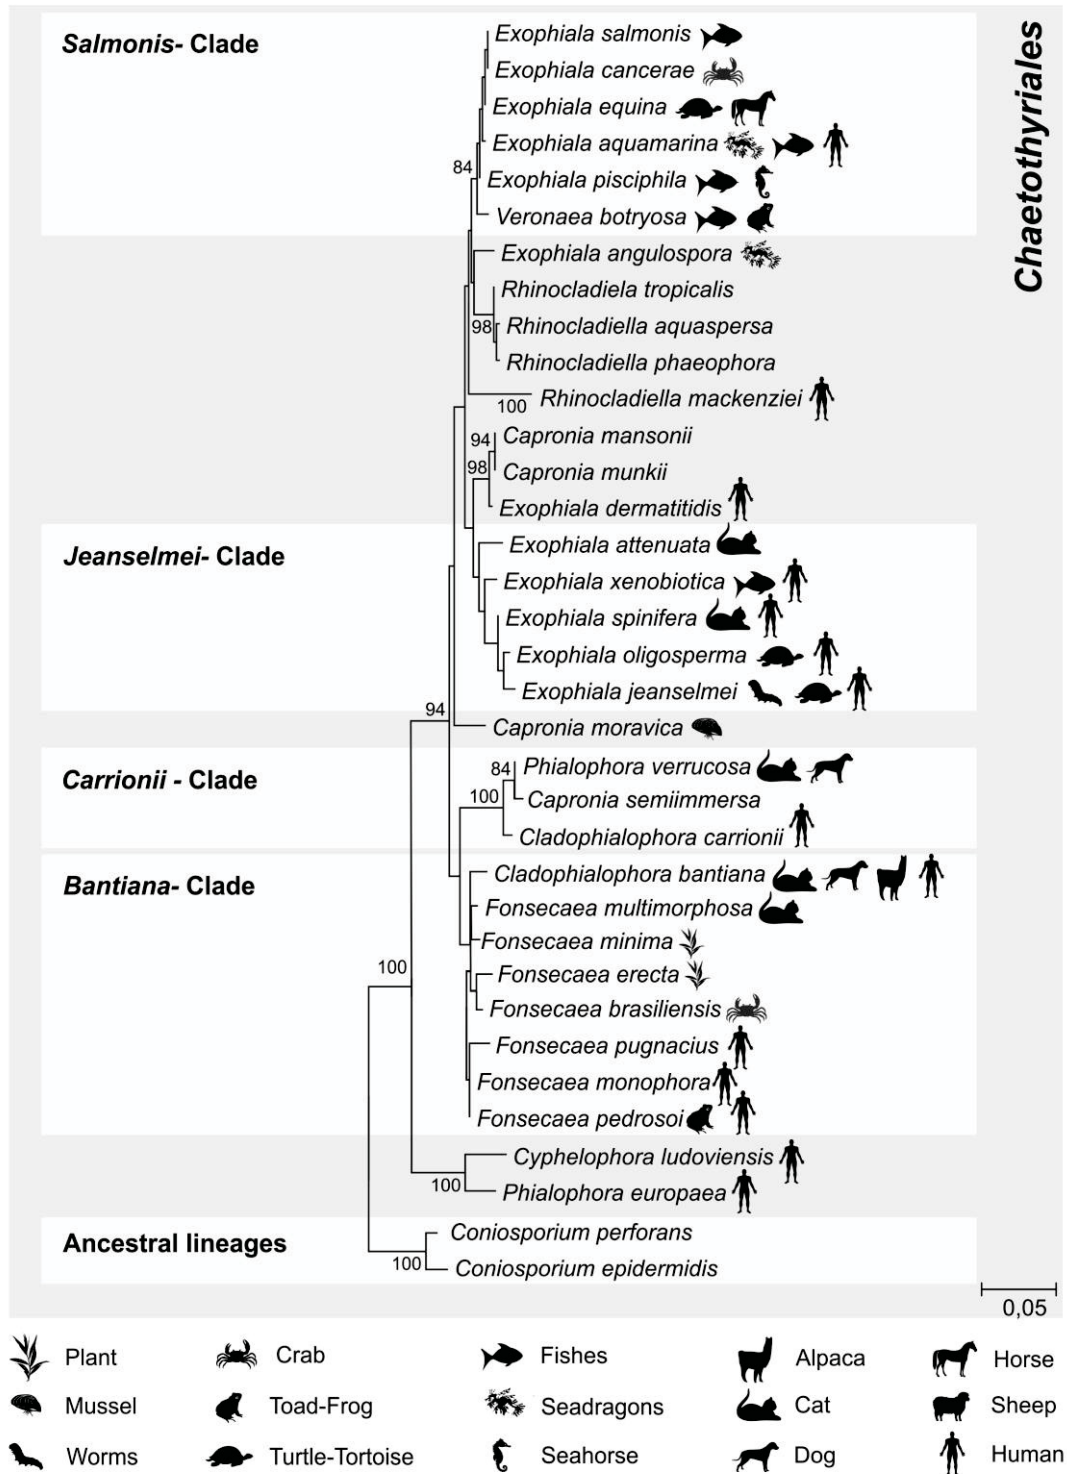 Salmonis- Clade
Chaetothyriales
Exophiala salmonis
Exophiala cancerae
Exophiala equina
Exophiala aquamarina
84
Exophiala pisciphila
Veronaea botryosa
Exophiala angulospora
Rhinocladiela tropicalis
98
Rhinocladiella aquaspersa
Rhinocladiella phaeophora
100
Rhinocladiella mackenziei
94
Capronia mansonii
98
Capronia munkii
Exophiala dermatitidis
Jeanselmei- Clade
Exophiala attenuata
Exophiala xenobiotica
Exophiala spinifera
Exophiala oligosperma
Exophiala jeanselmei
94
Capronia moravica
Carrionii - Clade
84
Phialophora verrucosa
100
Capronia semiimmersa
Cladophialophora carrionii
Bantiana- Clade
Cladophialophora bantiana
Fonsecaea multimorphosa
Fonsecaea minima
100
Fonsecaea erecta
Fonsecaea brasiliensis
Fonsecaea pugnacius
Fonsecaea monophora
Fonsecaea pedrosoi
Cyphelophora ludoviensis
100
Phialophora europaea
Ancestral lineages
Coniosporium perforans
100
Coniosporium epidermidis
0,05
Plant
Crab
Fishes
Alpaca
Horse
Mussel
Toad-Frog
Seadragons
Cat
Sheep
Worms
Turtle-Tortoise
Seahorse
Dog
Human